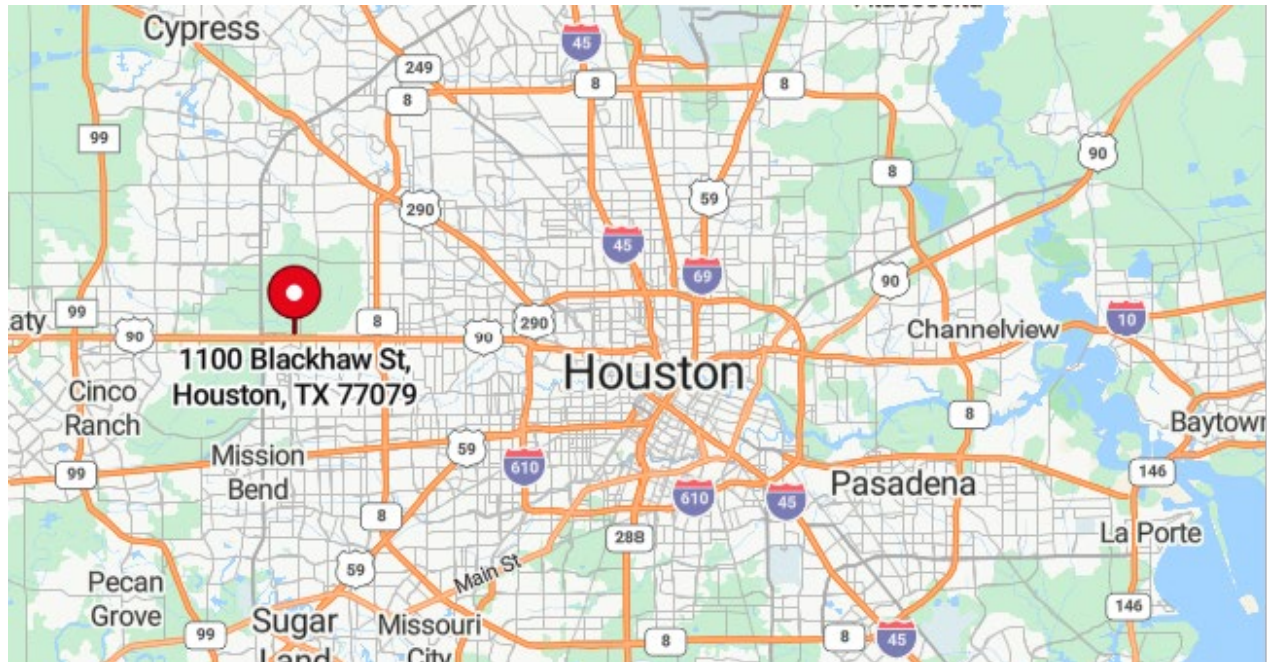 Cypress
45
249
8
8
8
99
90
8
59
290
45
69
90
99
aty
90
8
90
290
Channelview
10
1100 Blackhaw St,
Houston, TX 77079
Houston
Cinco
Ranch
8
Baytown
59
Mission
Bend
99
610
146
Pasadena
610
45
8
288
La Porte
59
Main St
Pecan
Grove
146
99
Sugar
Land
Missouri
City
8
8
45